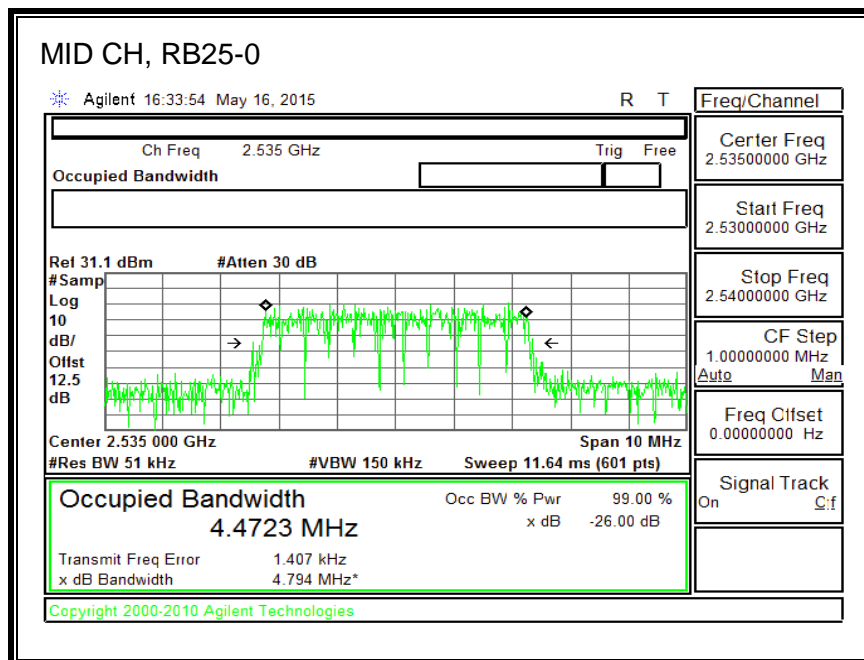 MID CH, RB25-0
Agilent 16:33:54 May 16, 2015 R T
Freq/Channel
Ch Freq 2.535 GHz Trig Free
Occupied Bandwidth
Center Freq
2.53500000 GHz
Start Freq
2.53000000 GHz
Stop Freq
2.54000000 GHz
CF Step
1.00000000 MHz
Auto Man
Freq Offset
0.00000000 Hz
Signal Track
On Off
Ref 31.1 dBm #Atten 30 dB
#Samp
Log
10
dB/
Offst
12.5
dB
Center 2.535 000 GHz Span 10 MHz
#Res BW 51 kHz #VBW 150 kHz Sweep 11.64 ms (601 pts)
Occupied Bandwidth
4.4723 MHz
Occ BW % Pwr 99.00 %
x dB -26.00 dB
Transmit Freq Error 1.407 kHz
x dB Bandwidth 4.794 MHz*
Copyright 2000-2010 Agilent Technologies